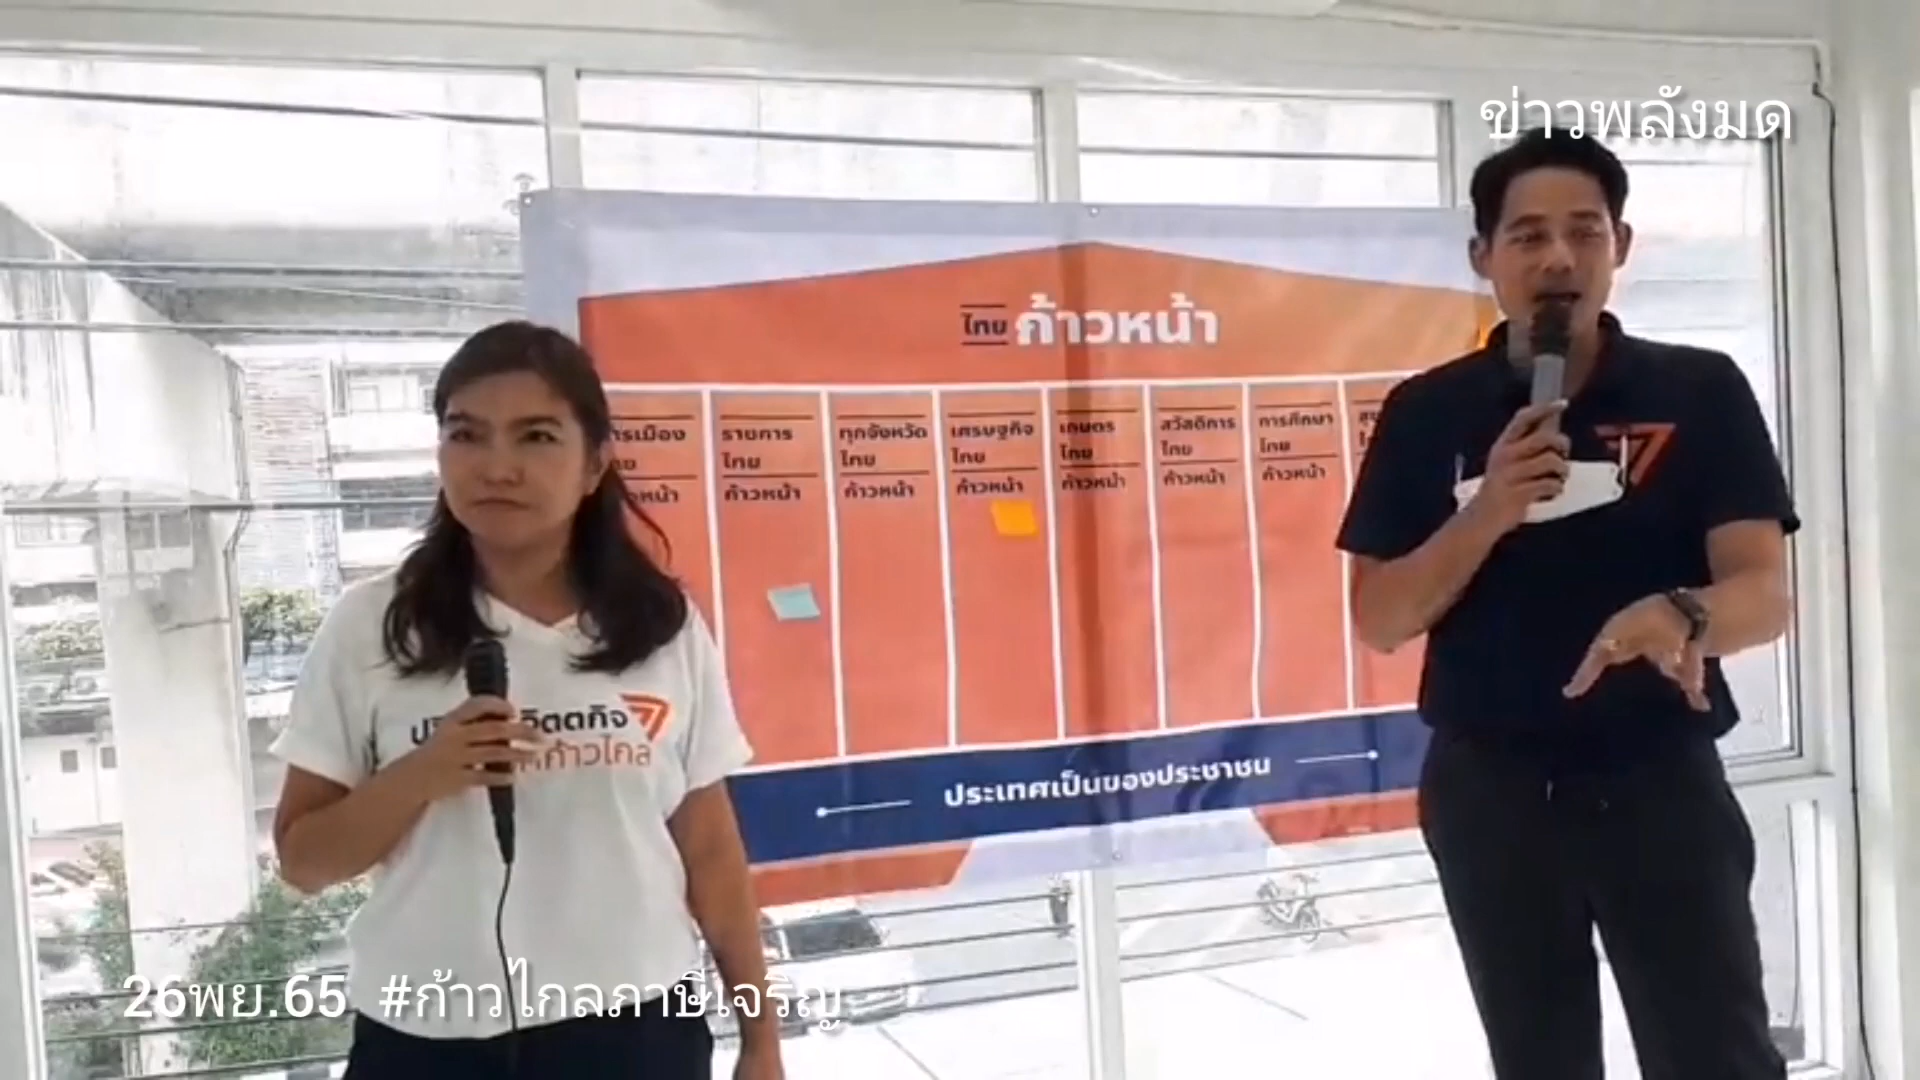 ข่าวพลังมด
ไทย ก้าวหน้า
ราชการ
ไทย
ก้าวหน้า
ทุกจังหวัด
ไทย
ก้าวหน้า
เศรษฐกิจ
ไทย
ก้าวหน้า
เกษตร
ไทย
ก้าวหน้า
สวัสดิการ
ไทย
ก้าวหน้า
การศึกษา
ไทย
ก้าวหน้า
ก้าวไกล
ประเทศเป็นของประชาชน
26พย.65 #ก้าวไกลภาษีเจริญ